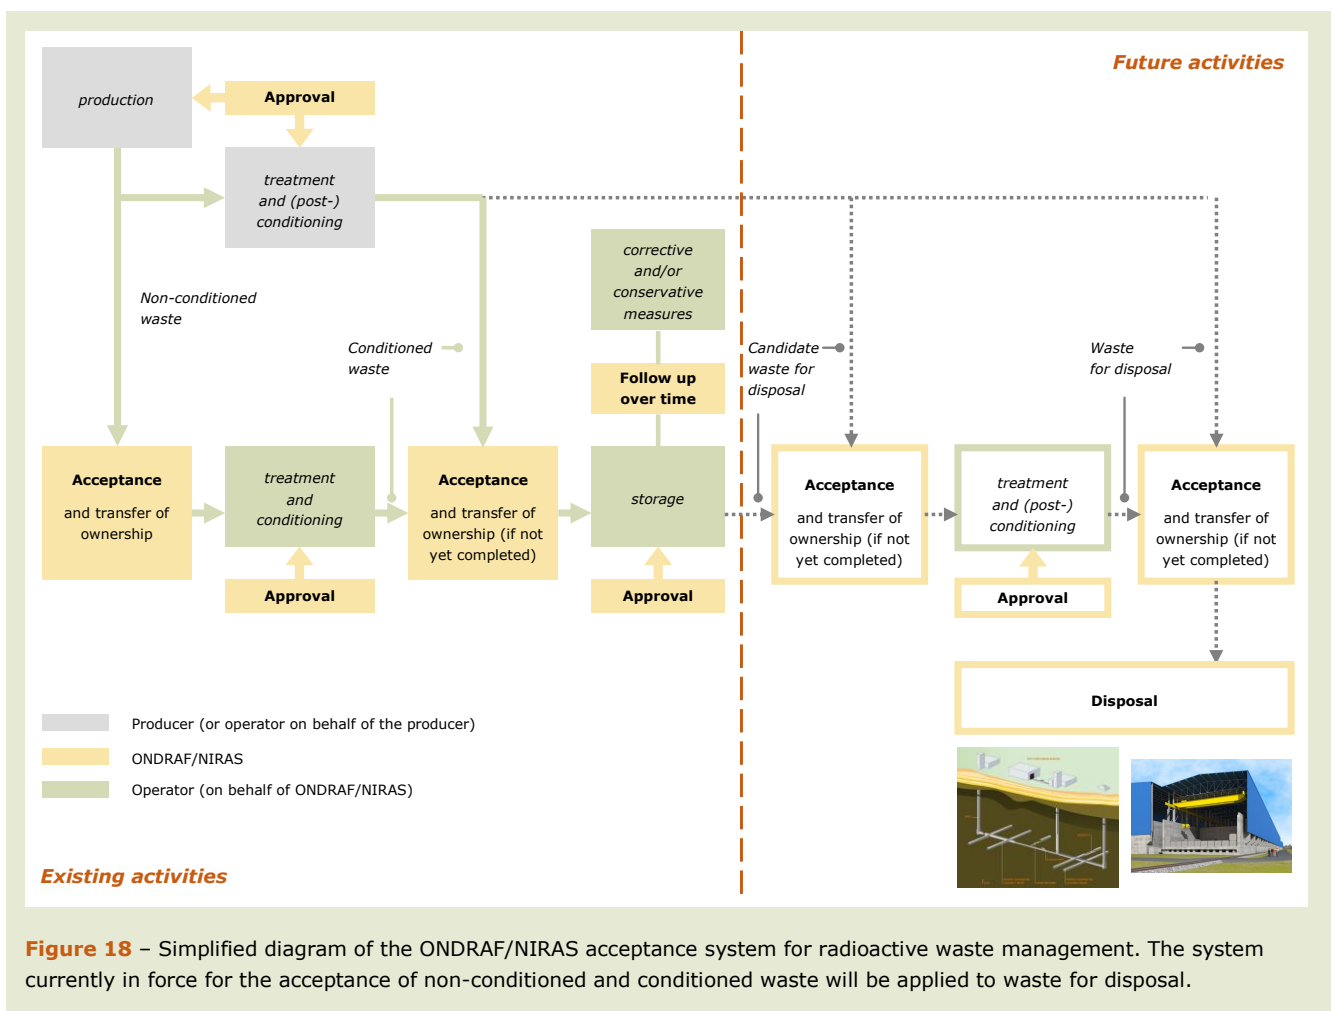 Future activities
production
Approval
treatment
and (post-)
conditioning
Non-conditioned
waste
Conditioned
waste
corrective
and/or
conservative
measures
Follow up
over time
Candidate
waste for
disposal
Waste
for disposal
Acceptance
and transfer of
ownership
treatment
and
conditioning
Approval
Acceptance
and transfer of
ownership (if not
yet completed)
storage
Approval
Acceptance
and transfer of
ownership (if not
yet completed)
treatment
and (post-)
conditioning
Approval
Acceptance
and transfer of
ownership (if not
yet completed)
Disposal
Producer (or operator on behalf of the producer)
ONDRAF/NIRAS
Operator (on behalf of ONDRAF/NIRAS)
Existing activities
Figure 18 – Simplified diagram of the ONDRAF/NIRAS acceptance system for radioactive waste management. The system
currently in force for the acceptance of non-conditioned and conditioned waste will be applied to waste for disposal.